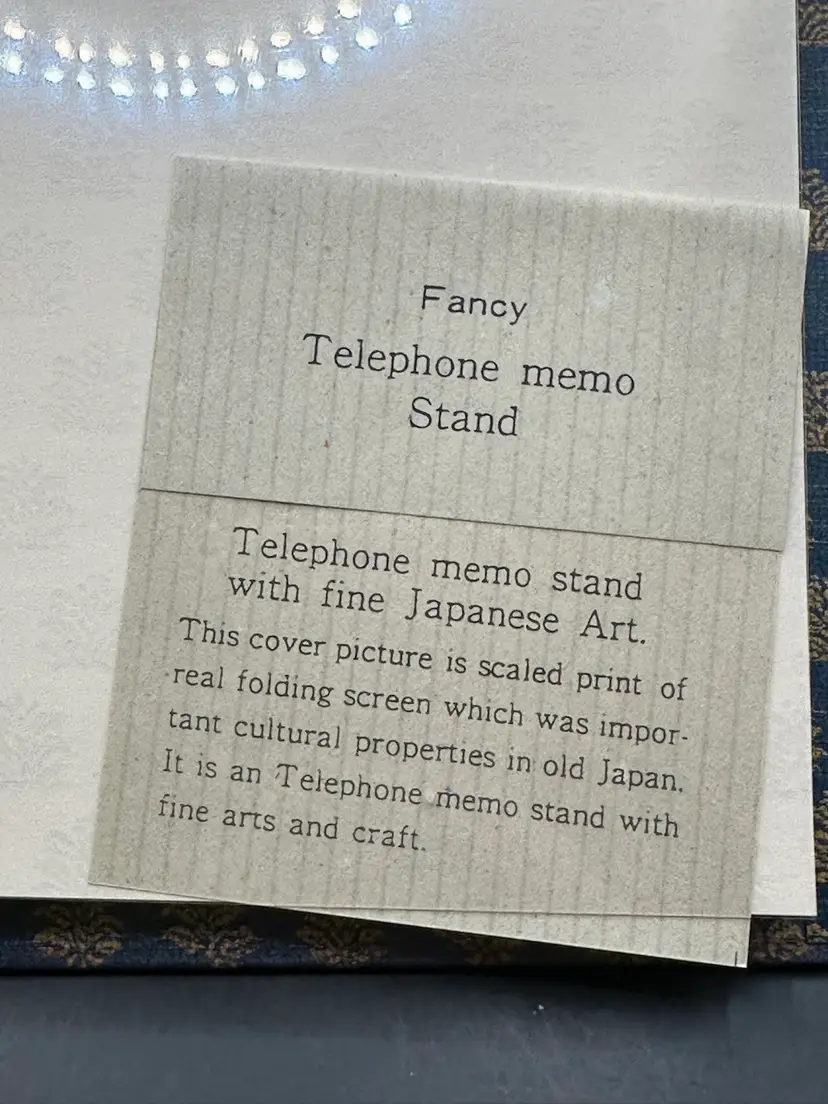 Fancy
Telephone memo
Stand
Telephone memo stand
with fine Japanese Art.
This cover picture is scaled print of
real folding screen which was impor-
tant cultural properties in old Japan.
It is an Telephone memo stand with
fine arts and craft.